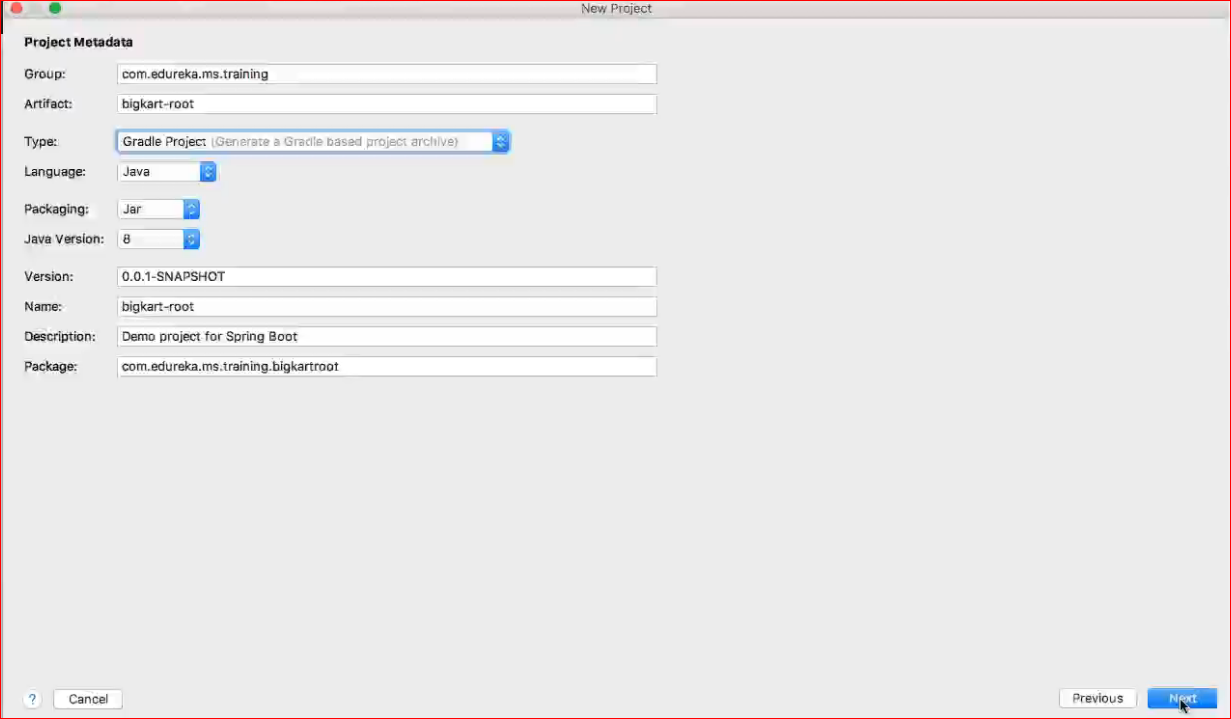 New Project
Project Metadata
Group: com.edureka.ms.training
Artifact: bigkart-root
Type: Gradle Project (Generate a Gradle based project archive)
Language: Java
Packaging: Jar
Java Version: 8
Version: 0.0.1-SNAPSHOT
Name: bigkart-root
Description: Demo project for Spring Boot
Package: com.edureka.ms.training.bigkartroot
? Cancel Previous Next